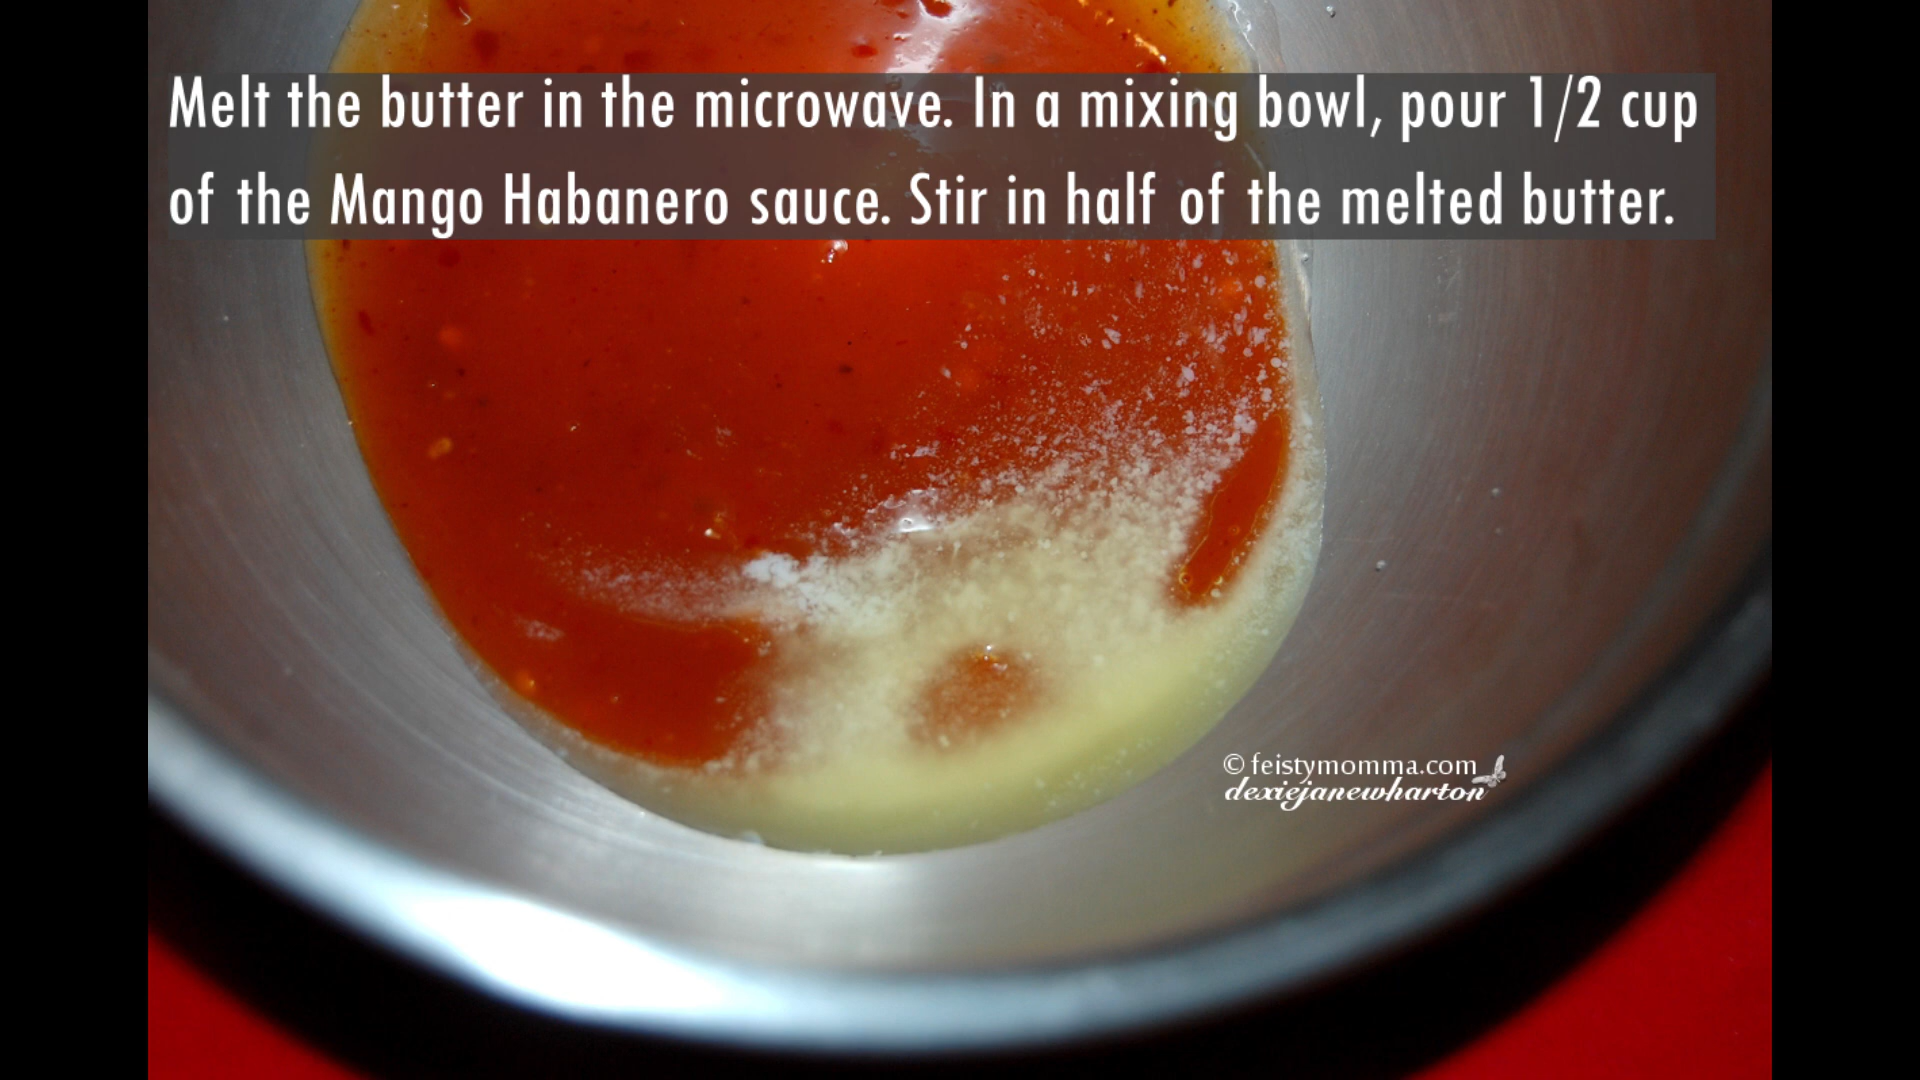 Melt the butter in the microwave. In a mixing bowl, pour 1/2 cup
of the Mango Habanero sauce. Stir in half of the melted butter.
© feistymomma.com
dexiejanewharton